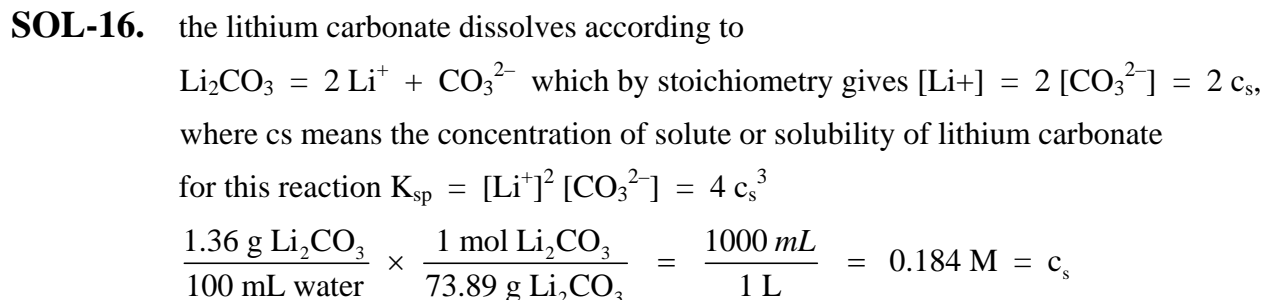 SOL-16. the lithium carbonate dissolves according to
Li₂CO₃ = 2 Li⁺ + CO₃²⁻ which by stoichiometry gives [Li+] = 2 [CO₃²⁻] = 2 cₛ,
where cs means the concentration of solute or solubility of lithium carbonate
for this reaction Kₛₚ = [Li⁺]² [CO₃²⁻] = 4 cₛ³
1.36 g Li₂CO₃ / 100 mL water × 1 mol Li₂CO₃ / 73.89 g Li₂CO₃ = 1000 mL / 1 L = 0.184 M = cₛ